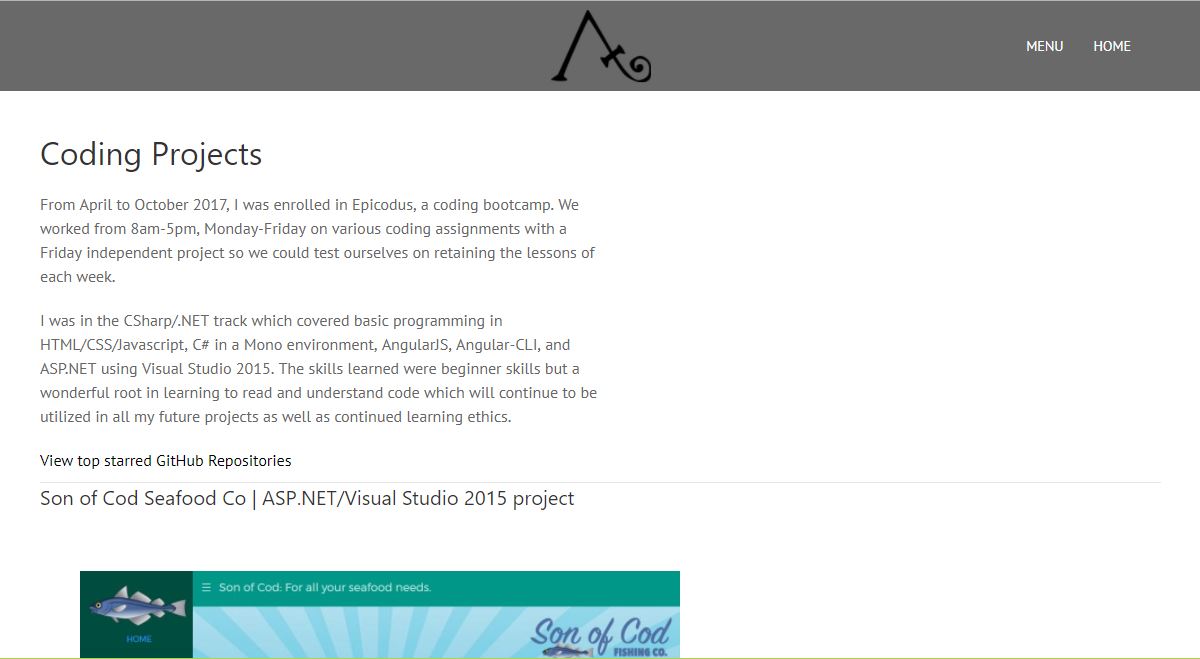 MENU HOME
Coding Projects
From April to October 2017, I was enrolled in Epicodus, a coding bootcamp. We
worked from 8am-5pm, Monday-Friday on various coding assignments with a
Friday independent project so we could test ourselves on retaining the lessons of
each week.
I was in the CSharp/.NET track which covered basic programming in
HTML/CSS/Javascript, C# in a Mono environment, AngularJS, Angular-CLI, and
ASP.NET using Visual Studio 2015. The skills learned were beginner skills but a
wonderful root in learning to read and understand code which will continue to be
utilized in all my future projects as well as continued learning ethics.
View top starred GitHub Repositories
Son of Cod Seafood Co | ASP.NET/Visual Studio 2015 project
☰ Son of Cod: For all your seafood needs.
HOME
Son of Cod
FISHING CO.